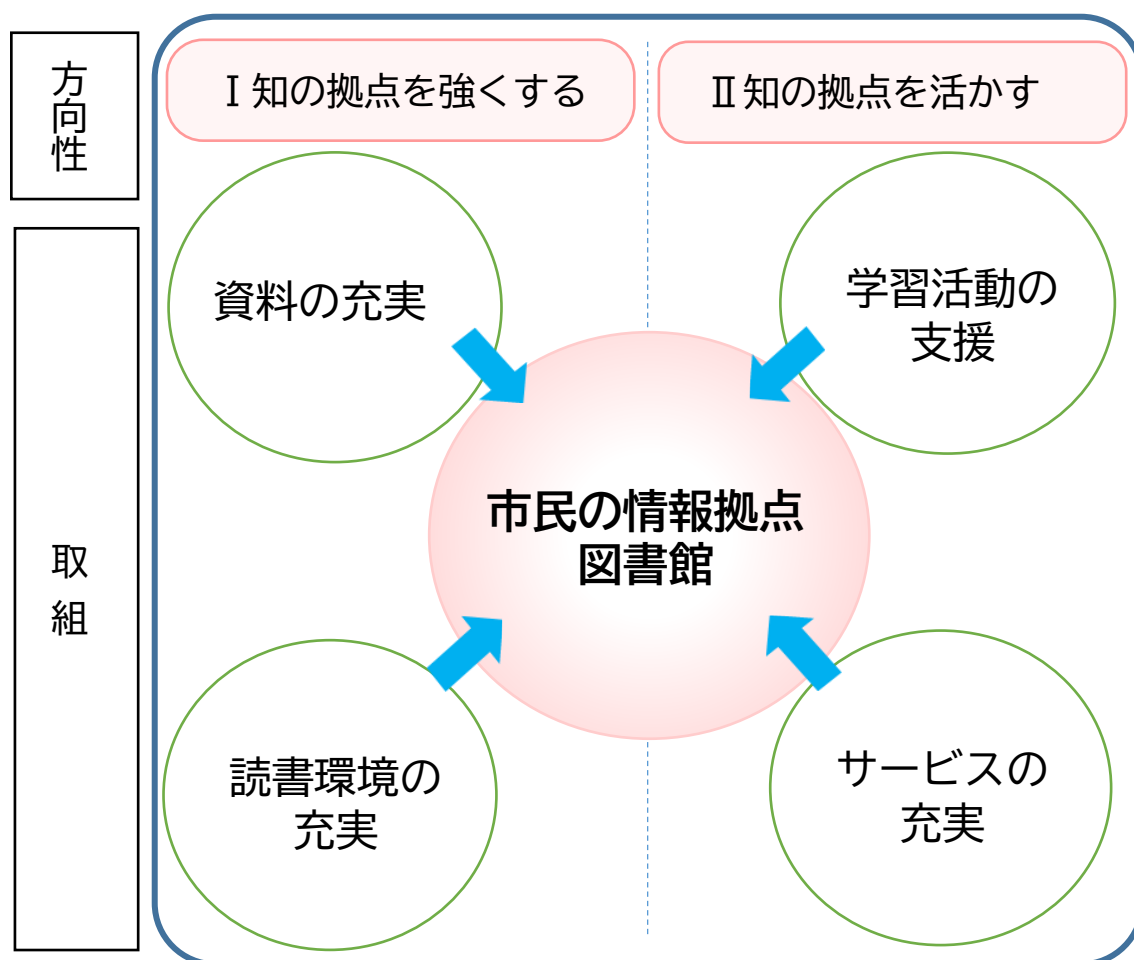 方向性
Ⅰ 知の拠点を強くする
Ⅱ 知の拠点を活かす
取組
資料の充実
学習活動の
支援
市民の情報拠点
図書館
読書環境の
充実
サービスの
充実